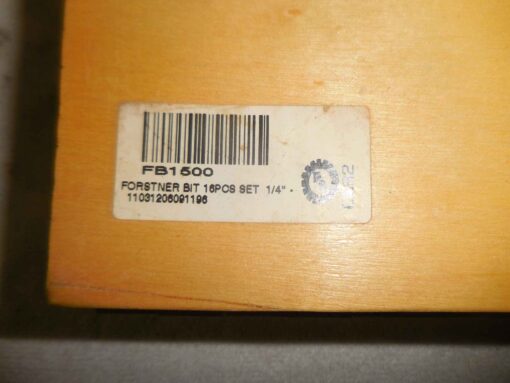 FB1500
FORSTNER BIT 16PCS SET 1/4" -
11031206091196